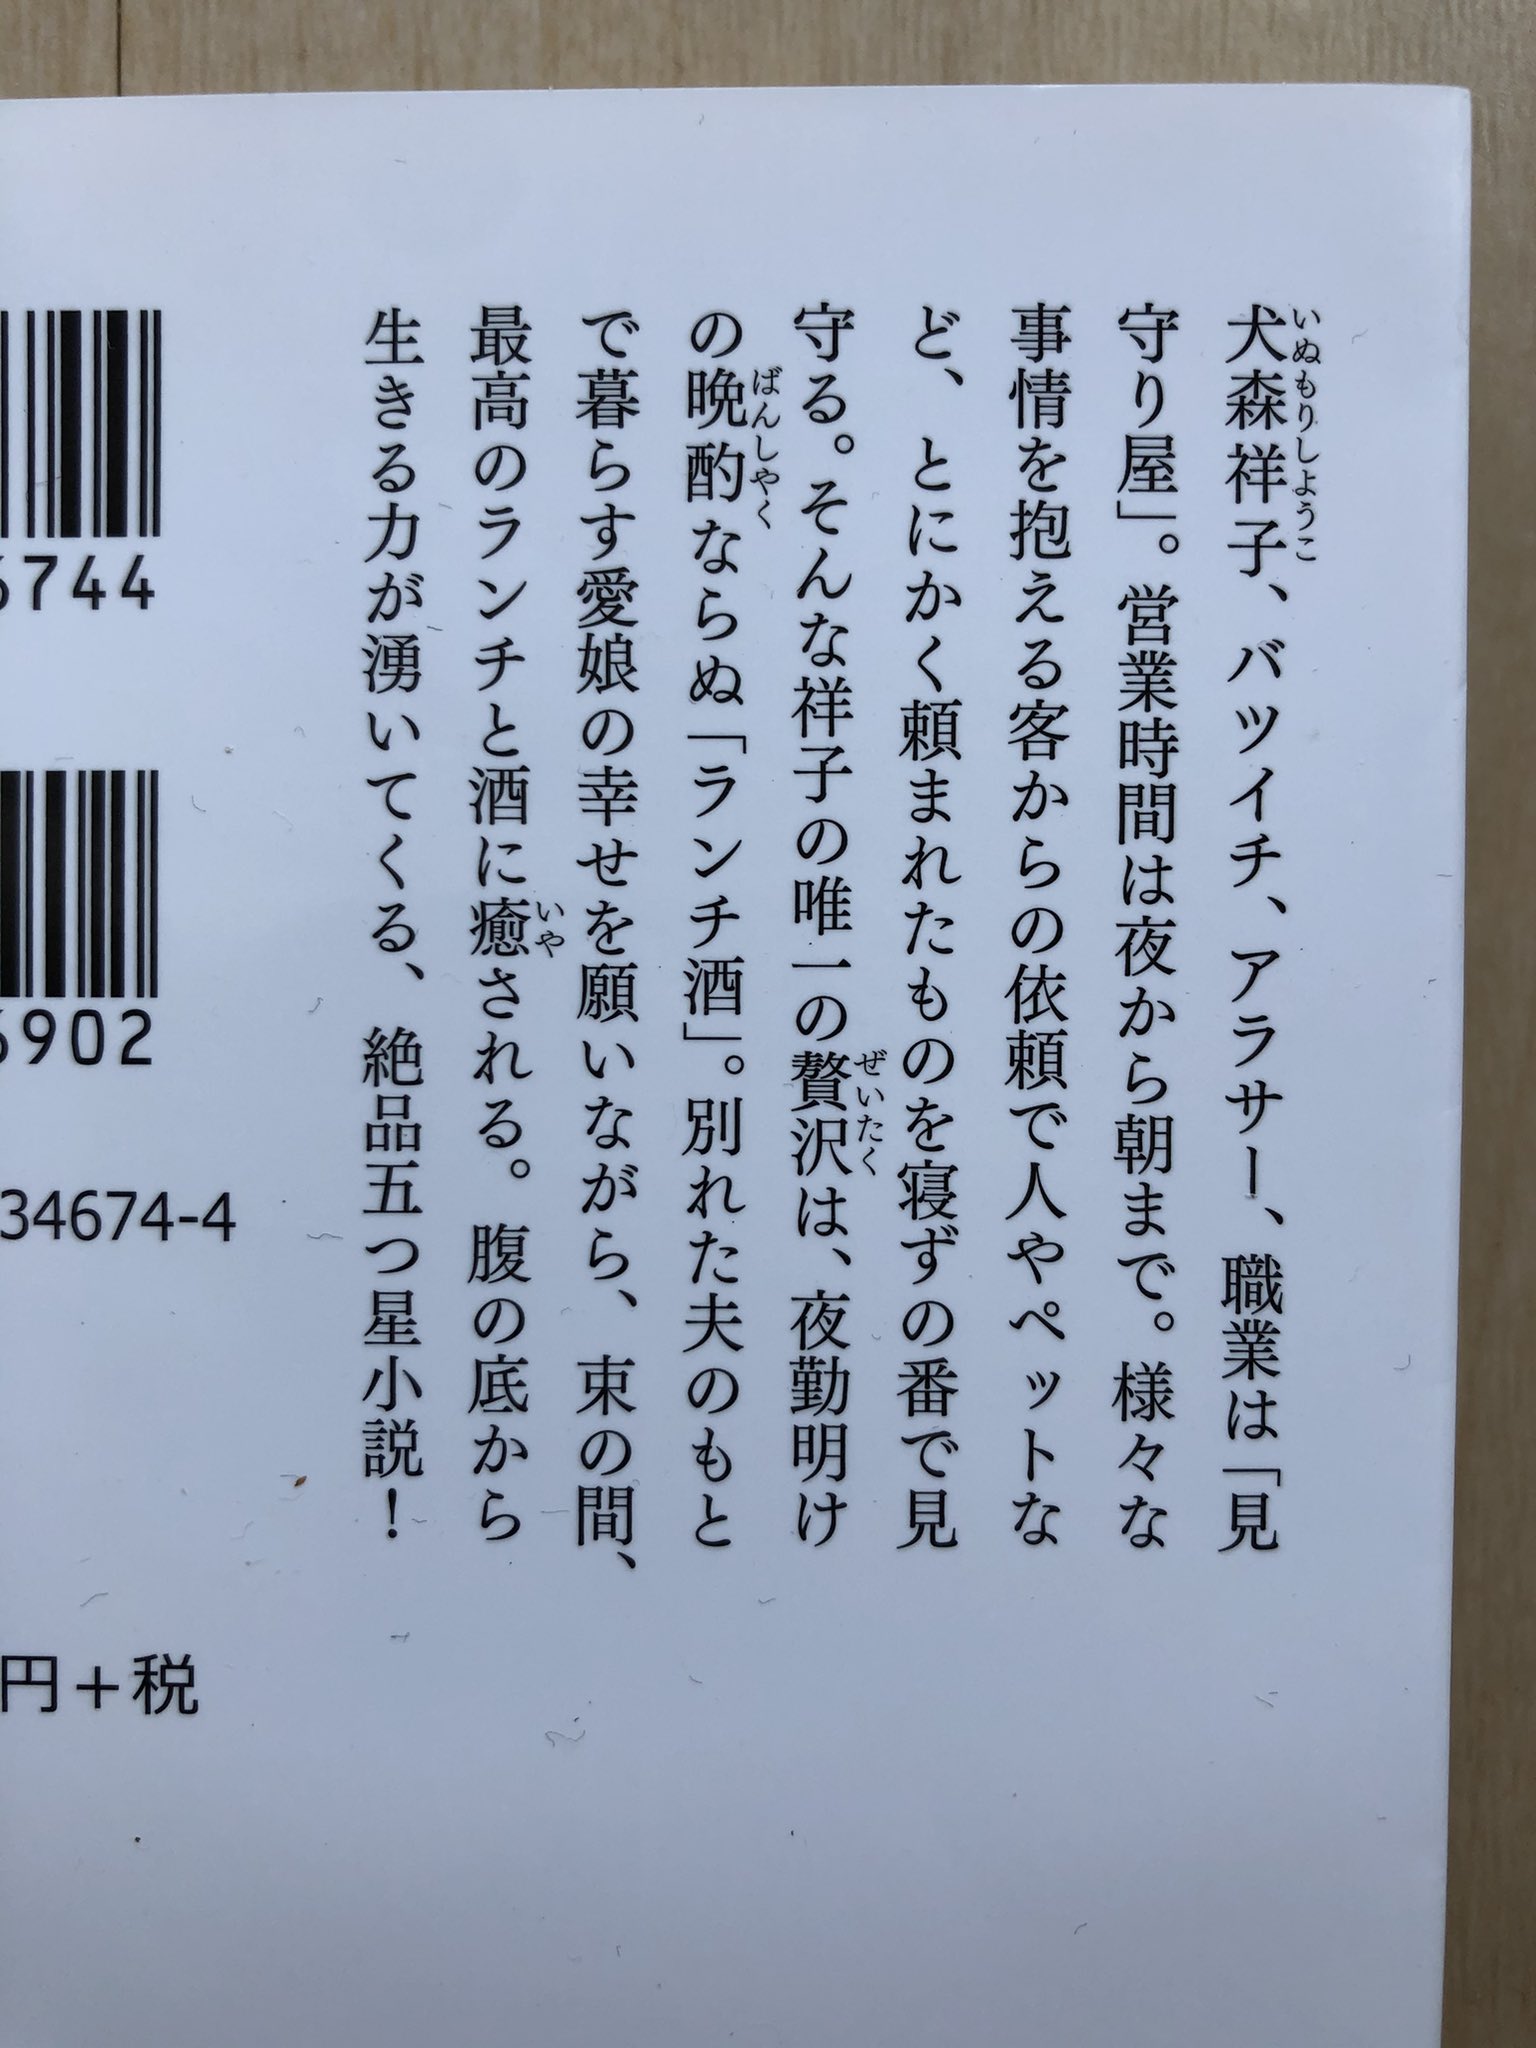 犬森祥子、バツイチ、アラサー、職業は「見
守り屋」。営業時間は夜から朝まで。様々な
事情を抱える客からの依頼で人やペットな
ど、とにかく頼まれたものを寝ずの番で見
守る。そんな祥子の唯一の贅沢は、夜勤明け
の晩酌ならぬ「ランチ酒」。別れた夫のもと
で暮らす愛娘の幸せを願いながら、束の間、
最高のランチと酒に癒される。腹の底から
生きる力が湧いてくる、絶品五つ星小説！
いぬもりしようこ
ぜいたく
ばんしやく
いや
6744
6902
34674-4
円+税